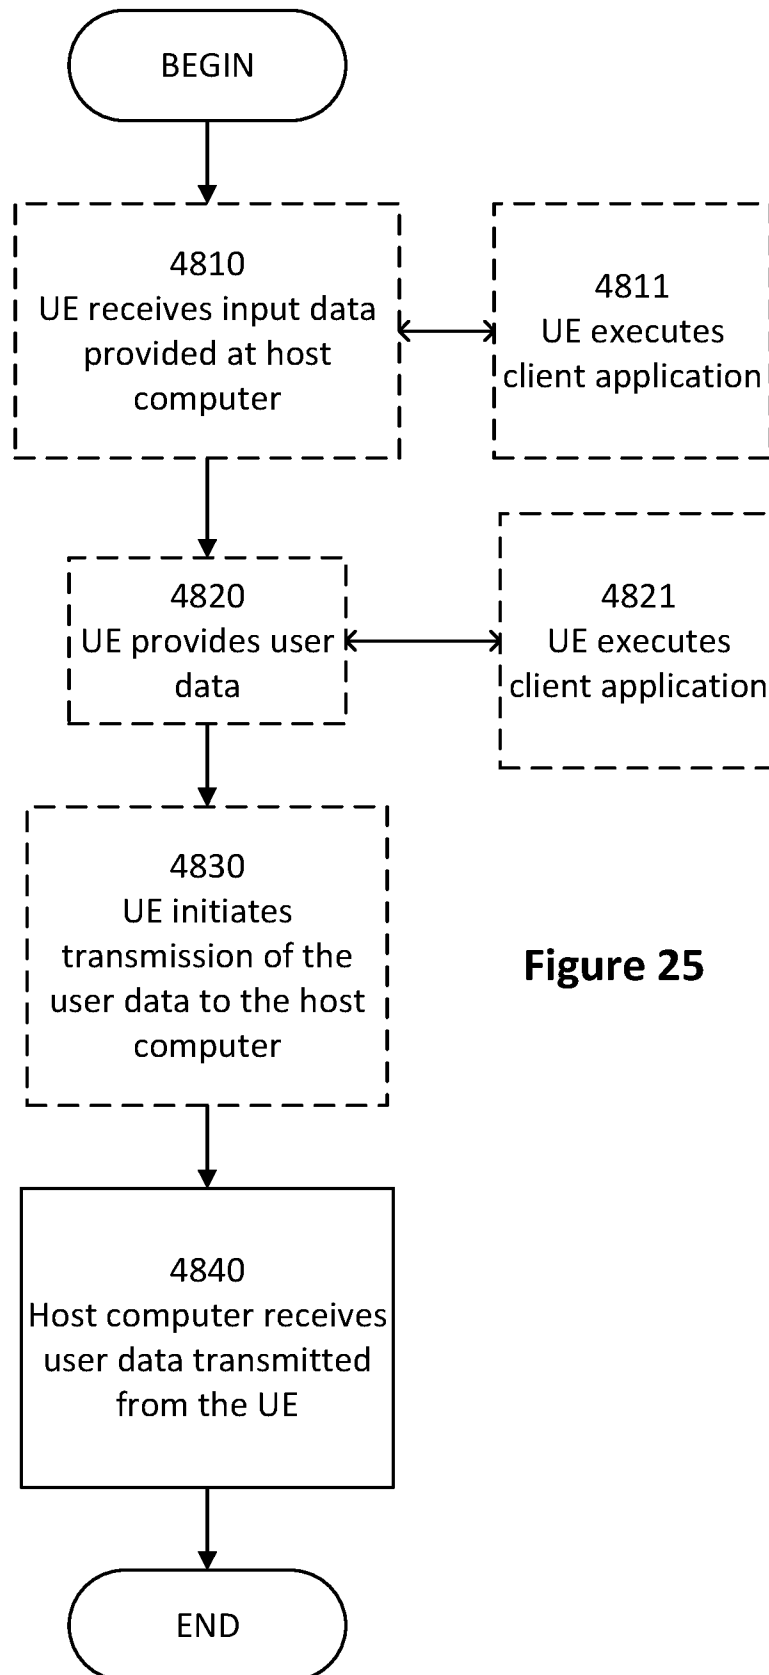 BEGIN
4810
UE receives input data
provided at host
computer
4811
UE executes
client application
4820
UE provides user
data
4821
UE executes
client application
4830
UE initiates
transmission of the
user data to the host
computer
Figure 25
4840
Host computer receives
user data transmitted
from the UE
END